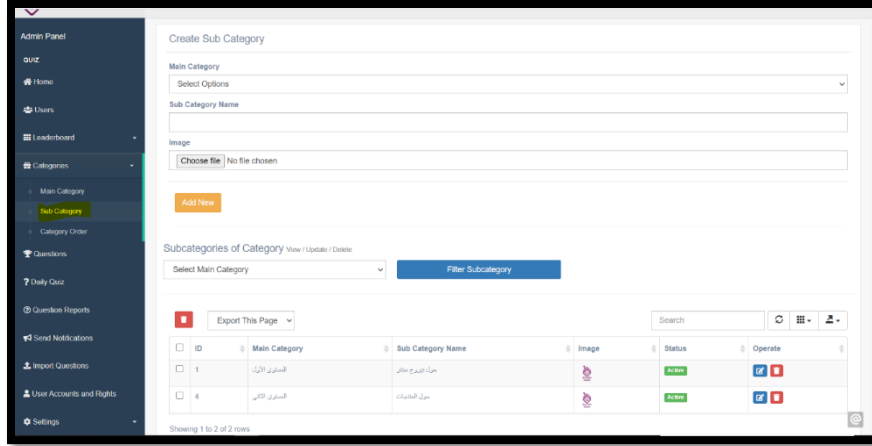 Admin Panel
QUIZ
Home
Users
Leaderboard
Categories
Main Category
Sub Category
Category Order
Questions
? Daily Quiz
Question Reports
Send Notifications
Import Questions
User Accounts and Rights
Settings
Create Sub Category
Main Category
Select Options
Sub Category Name
Image
Choose file No file chosen
Add New
Subcategories of Category View / Update / Delete
Select Main Category
Filter Subcategory
Export This Page
Search
ID Main Category Sub Category Name Image Status Operate
1 المستوى الأول حول Active
4 المستوى الثاني حول Active
Showing 1 to 2 of 2 rows
@